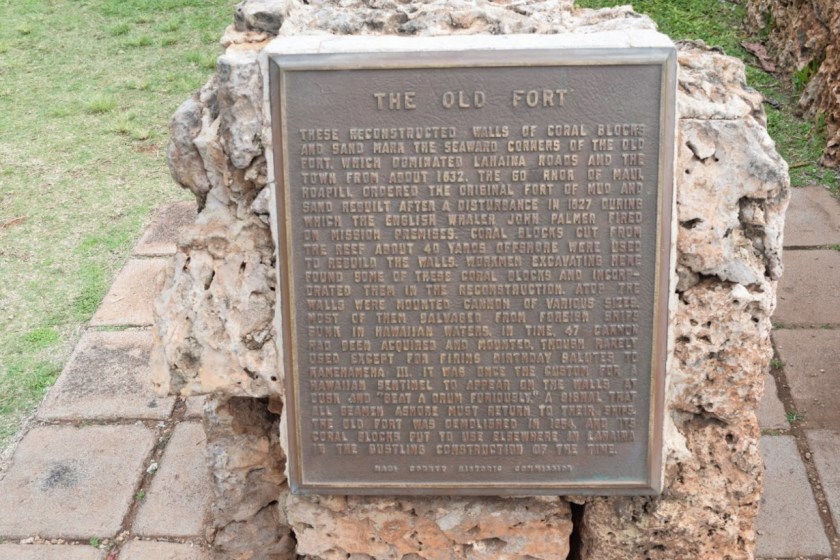 THE OLD FORT
THESE RECONSTRUCTED WALLS OF CORAL BLOCKS
AND SAND MARK THE SEAWARD CORNERS OF THE OLD
FORT, WHICH DOMINATED LAHAINA ROADS AND THE
TOWN FROM ABOUT 1832. THE GO RNOR OF MAUI
HOAPILI ORDERED THE ORIGINAL FORT OF MUD AND
SAND REBUILT AFTER A DISTURBANCE IN 1827 DURING
WHICH THE ENGLISH WHALER JOHN PALMER FIRED
ON MISSION PREMISES. CORAL BLOCKS CUT FROM
THE REEF ABOUT 40 YARDS OFFSHORE WERE USED
TO REBUILD THE WALLS. WORKMEN EXCAVATING HERE
FOUND SOME OF THESE CORAL BLOCKS AND INCORP-
ORATED THEM IN THE RECONSTRUCTION. ATOP THE
WALLS WERE MOUNTED CANNON OF VARIOUS SIZE,
MOST OF THEM SALVAGED FROM FOREIGN SHIPS
SUNK IN HAWAIIAN WATERS. IN TIME, 47 CANNON
HAD BEEN ACQUIRED AND MOUNTED, THOUGH RARELY
USED EXCEPT FOR FIRING BIRTHDAY SALUTES TO
KAMEHAMEHA III. IT WAS ONCE THE CUSTOM FOR A
HAWAIIAN SENTINEL TO APPEAR ON THE WALLS AT
DUSK AND "BEAT A DRUM FURIOUSLY," A SIGNAL THAT
ALL SEAMEN ASHORE MUST RETURN TO THEIR SHIPS.
THE OLD FORT WAS DEMOLISHED IN 1854, AND ITS
CORAL BLOCKS PUT TO USE ELSEWHERE IN LAHAINA
IN THE BUSTLING CONSTRUCTION OF THE TIME.
MAUI COUNTY HISTORIC COMMISSION